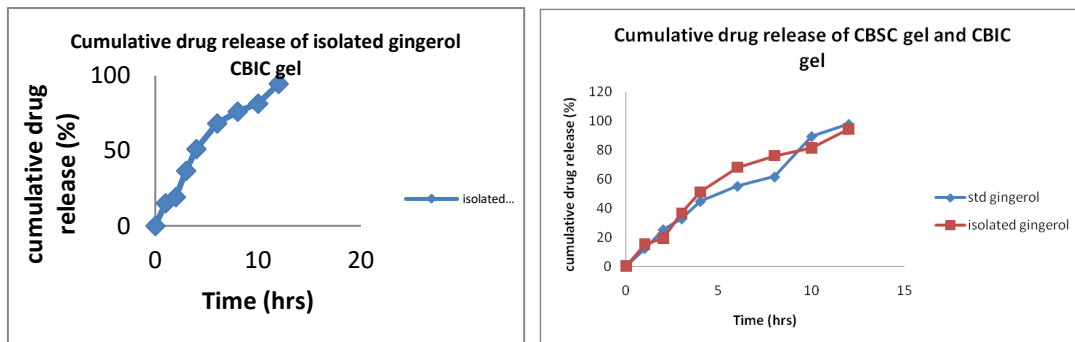 Cumulative drug release of isolated gingerol
CBIC gel
cumulative drug
release (%)
100
50
0
0 10 20
Time (hrs)
isolated...
Cumulative drug release of CBSC gel and CBIC
gel
cumulative drug release (%)
120
100
80
60
40
20
0
0 5 10 15
Time (hrs)
std gingerol
isolated gingerol